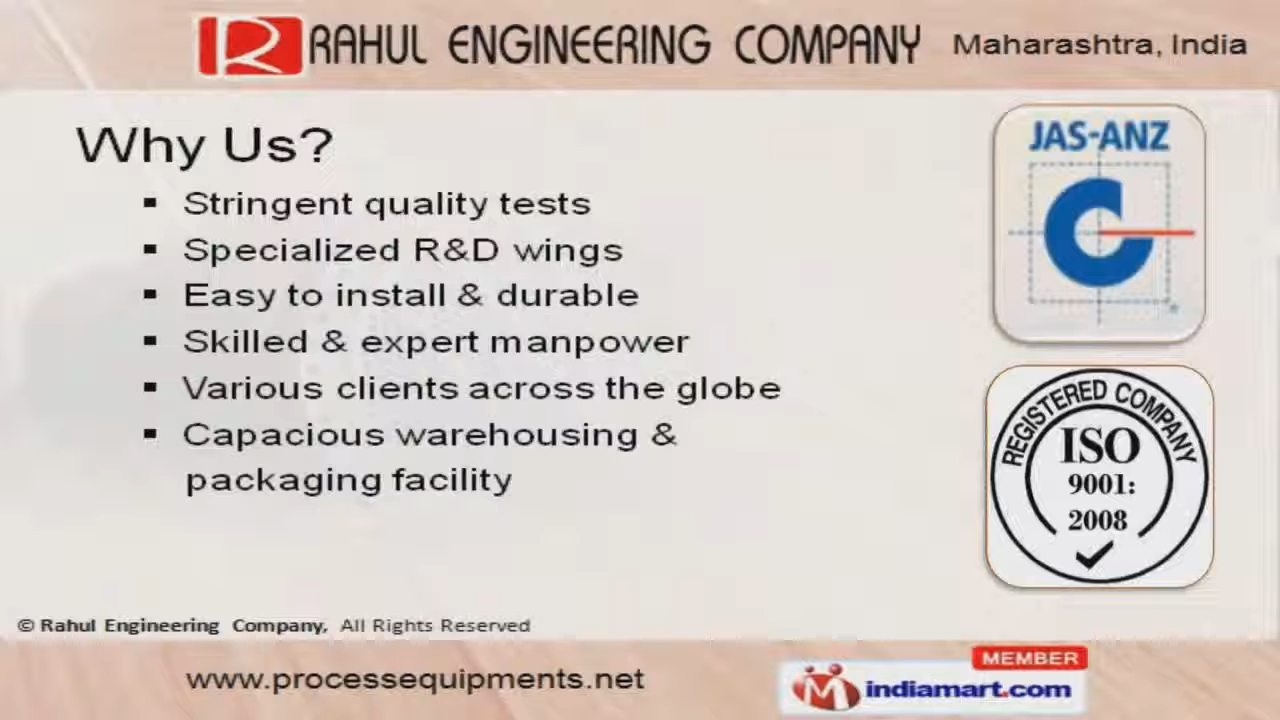 RAHUL ENGINEERING COMPANY Maharashtra, India
JAS-ANZ
Why Us?
Stringent quality tests
Specialized R&D wings
Easy to install & durable
Skilled & expert manpower
Various clients across the globe
Capacious warehousing &
packaging facility
REGISTERED COMPANY
ISO
9001:
2008
© Rahul Engineering Company, All Rights Reserved
www.processequipments.net
MEMBER
indiamart.com